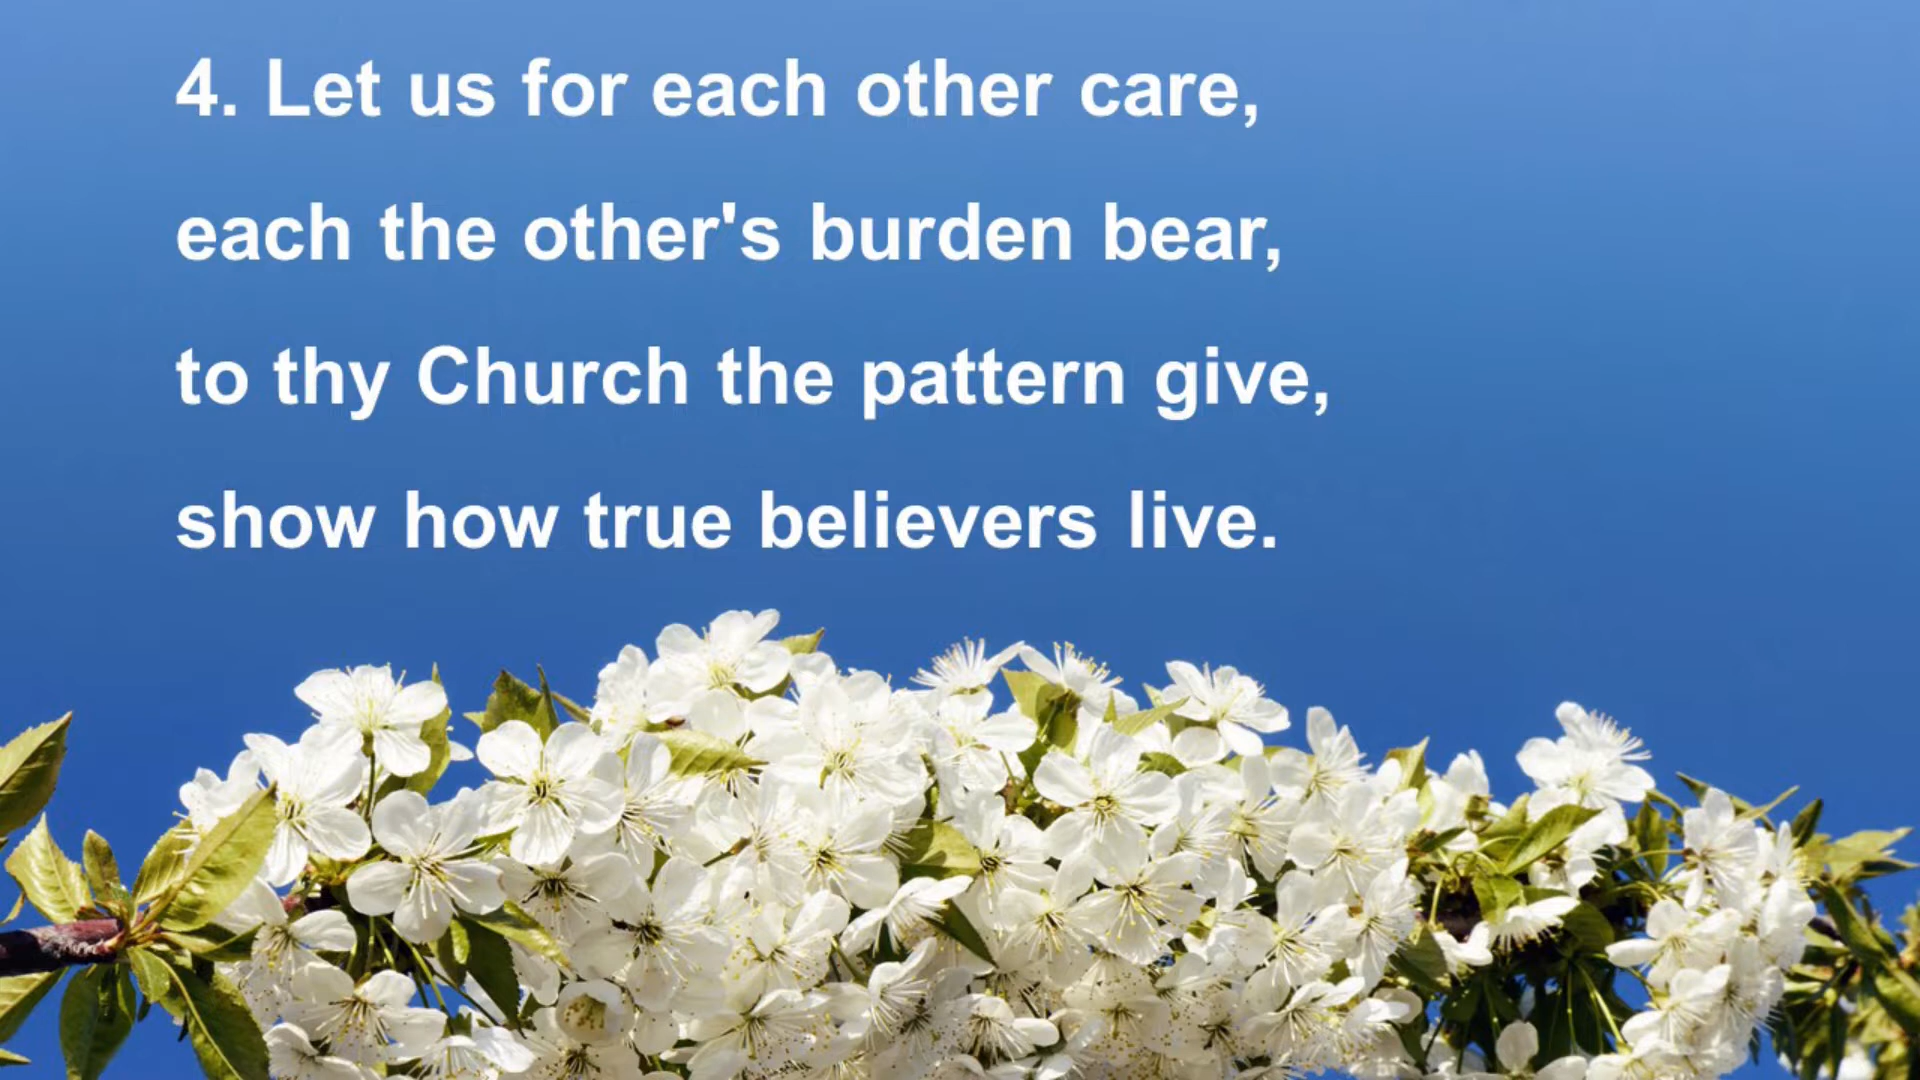 4. Let us for each other care,
each the other's burden bear,
to thy Church the pattern give,
show how true believers live.